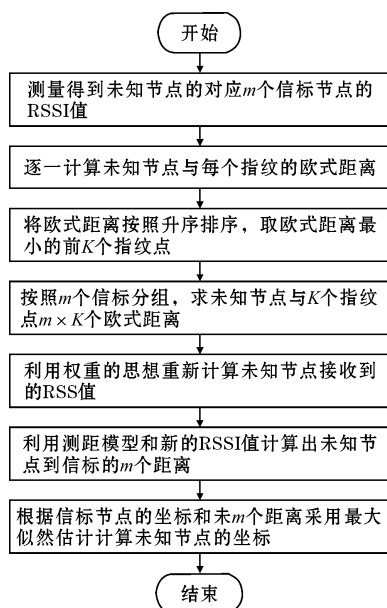 开始
测量得到未知节点的对应m个信标节点的
RSSI值
逐一计算未知节点与每个指纹的欧式距离
将欧式距离按照升序排序，取欧式距离最
小的前K个指纹点
按照m个信标分组，求未知节点与K个指纹
点m × K个欧式距离
利用权重的思想重新计算未知节点接收到
的RSS值
利用测距模型和新的RSSI值计算出未知节
点到信标的m个距离
根据信标节点的坐标和未m个距离采用最大
似然估计计算未知节点的坐标
结束